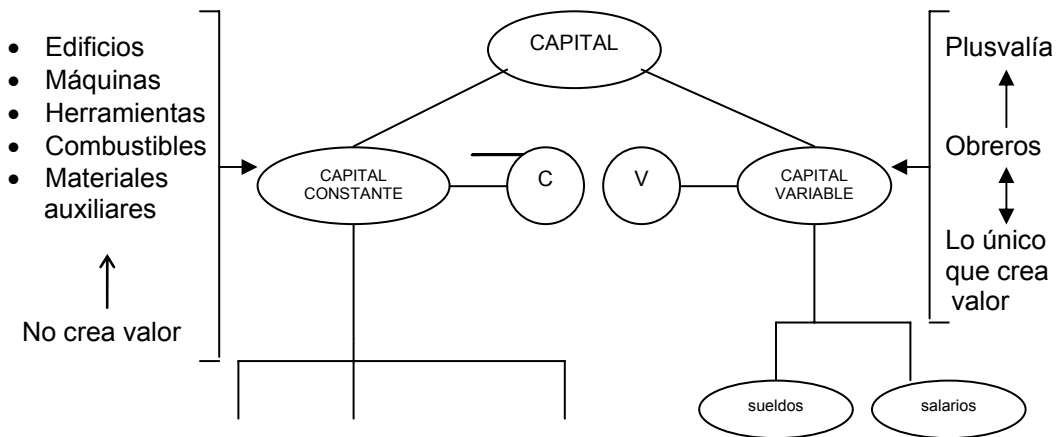 CAPITAL
• Edificios
• Máquinas
• Herramientas
• Combustibles
• Materiales
auxiliares
No crea valor
CAPITAL
CONSTANTE
C
V
CAPITAL
VARIABLE
Plusvalía
Obreros
Lo único
que crea
valor
sueldos
salarios